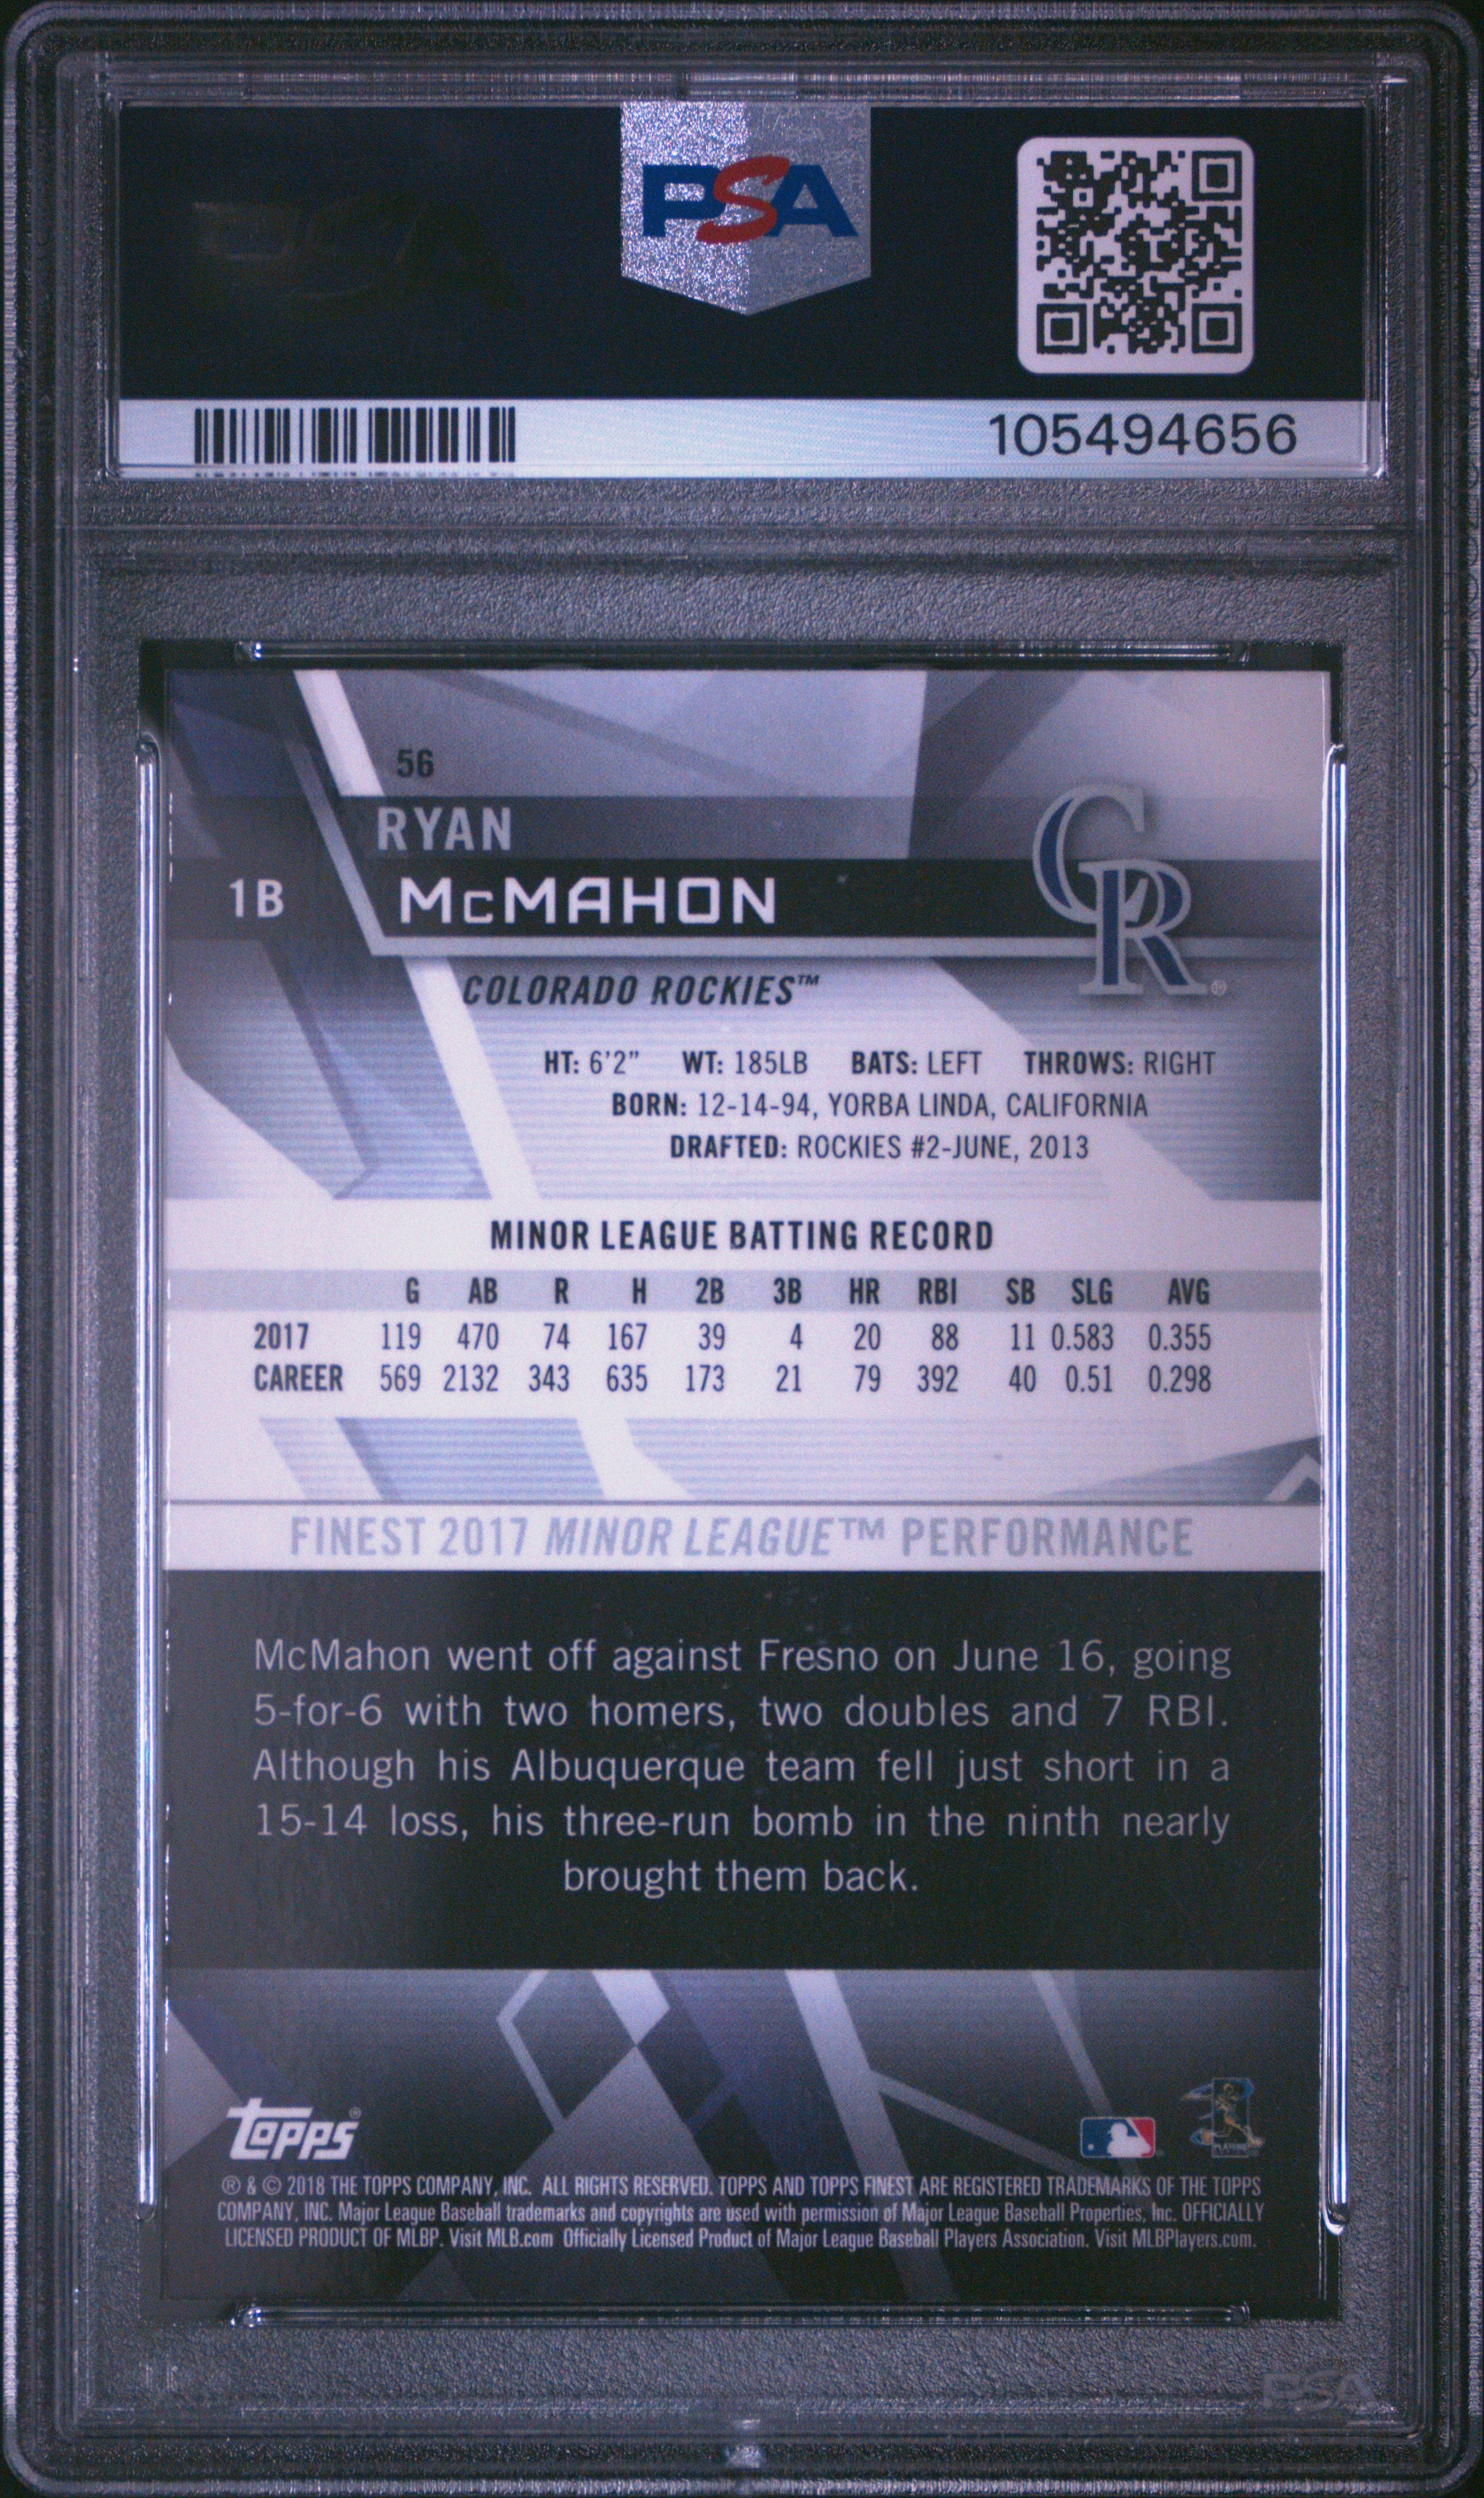 PSA
105494656
56
RYAN
1B
McMAHON
CR®
COLORADO ROCKIES™
HT: 6'2" WT: 185LB BATS: LEFT THROWS: RIGHT
BORN: 12-14-94, YORBA LINDA, CALIFORNIA
DRAFTED: ROCKIES #2-JUNE, 2013
MINOR LEAGUE BATTING RECORD
G AB R H 2B 3B HR RBI SB SLG AVG
2017 119 470 74 167 39 4 20 88 11 0.583 0.355
CAREER 569 2132 343 635 173 21 79 392 40 0.51 0.298
FINEST 2017 MINOR LEAGUE™ PERFORMANCE
McMahon went off against Fresno on June 16, going
5-for-6 with two homers, two doubles and 7 RBI.
Although his Albuquerque team fell just short in a
15-14 loss, his three-run bomb in the ninth nearly
brought them back.
Topps®
® & © 2018 THE TOPPS COMPANY, INC. ALL RIGHTS RESERVED. TOPPS AND TOPPS FINEST ARE REGISTERED TRADEMARKS OF THE TOPPS
COMPANY, INC. Major League Baseball trademarks and copyrights are used with permission of Major League Baseball Properties, Inc. OFFICIALLY
LICENSED PRODUCT OF MLBP. Visit MLB.com Officially Licensed Product of Major League Baseball Players Association. Visit MLBPlayers.com.
PSA